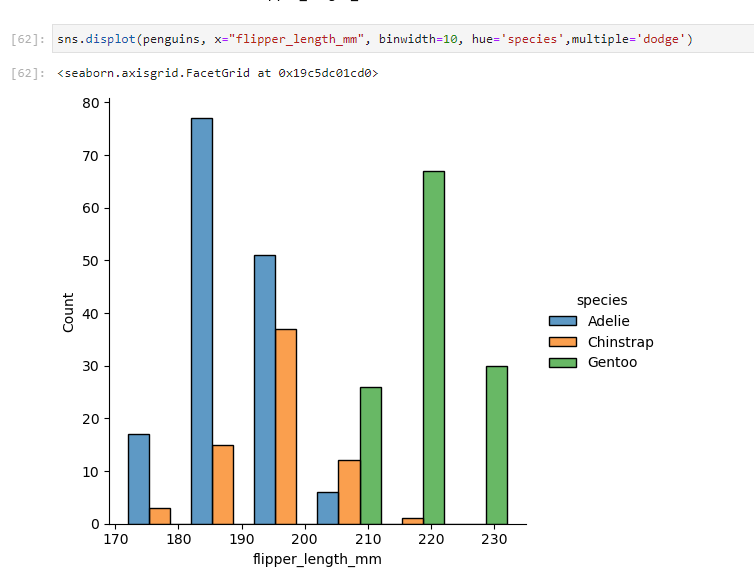 [62]: sns.displot(penguins, x="flipper_length_mm", binwidth=10, hue='species',multiple='dodge')
[62]: <seaborn.axisgrid.FacetGrid at 0x19c5dc01cd0>
80
70
60
50
40
30
20
10
0
Count
170 180 190 200 210 220 230
flipper_length_mm
species
Adelie
Chinstrap
Gentoo